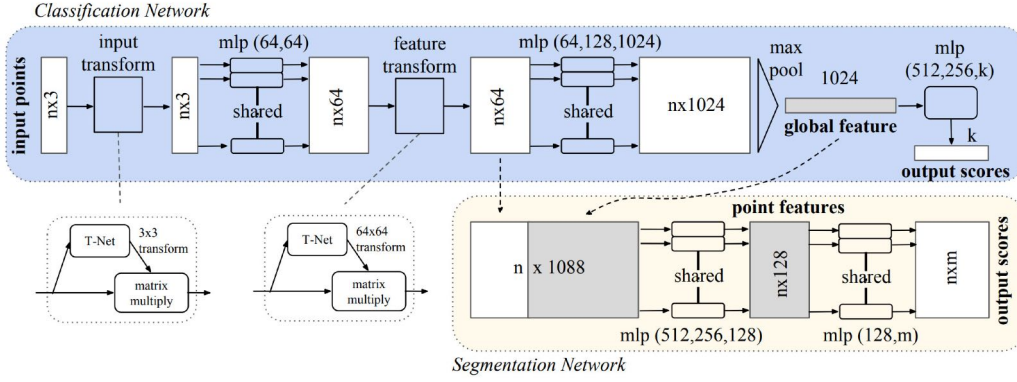 Classification Network
input points
nx3
input
transform
nx3
mlp (64,64)
shared
nx64
feature
transform
nx64
mlp (64,128,1024)
shared
nx1024
max
pool
1024
global feature
mlp
(512,256,k)
k
output scores
T-Net
3x3
transform
matrix
multiply
T-Net
64x64
transform
matrix
multiply
point features
n x 1088
shared
mlp (512,256,128)
nx128
shared
mlp (128,m)
nxm
output scores
Segmentation Network